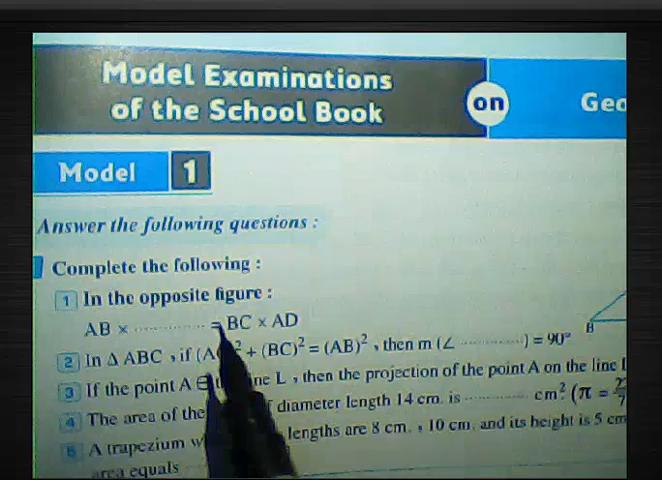 Model Examinations
of the School Book
on
Geo
Model 1
Answer the following questions :
Complete the following :
1 In the opposite figure :
AB × ............... = BC × AD
B
2 In Δ ABC , if (A 2 + (BC)2 = (AB)2 , then m (∠ ...............) = 90°
3 If the point A ∈ ne L , then the projection of the point A on the line
4 The area of the diameter length 14 cm. is ............... cm2 (π = 22/7
5 A trapezium w lengths are 8 cm. , 10 cm. and its height is 5 cm
area equals